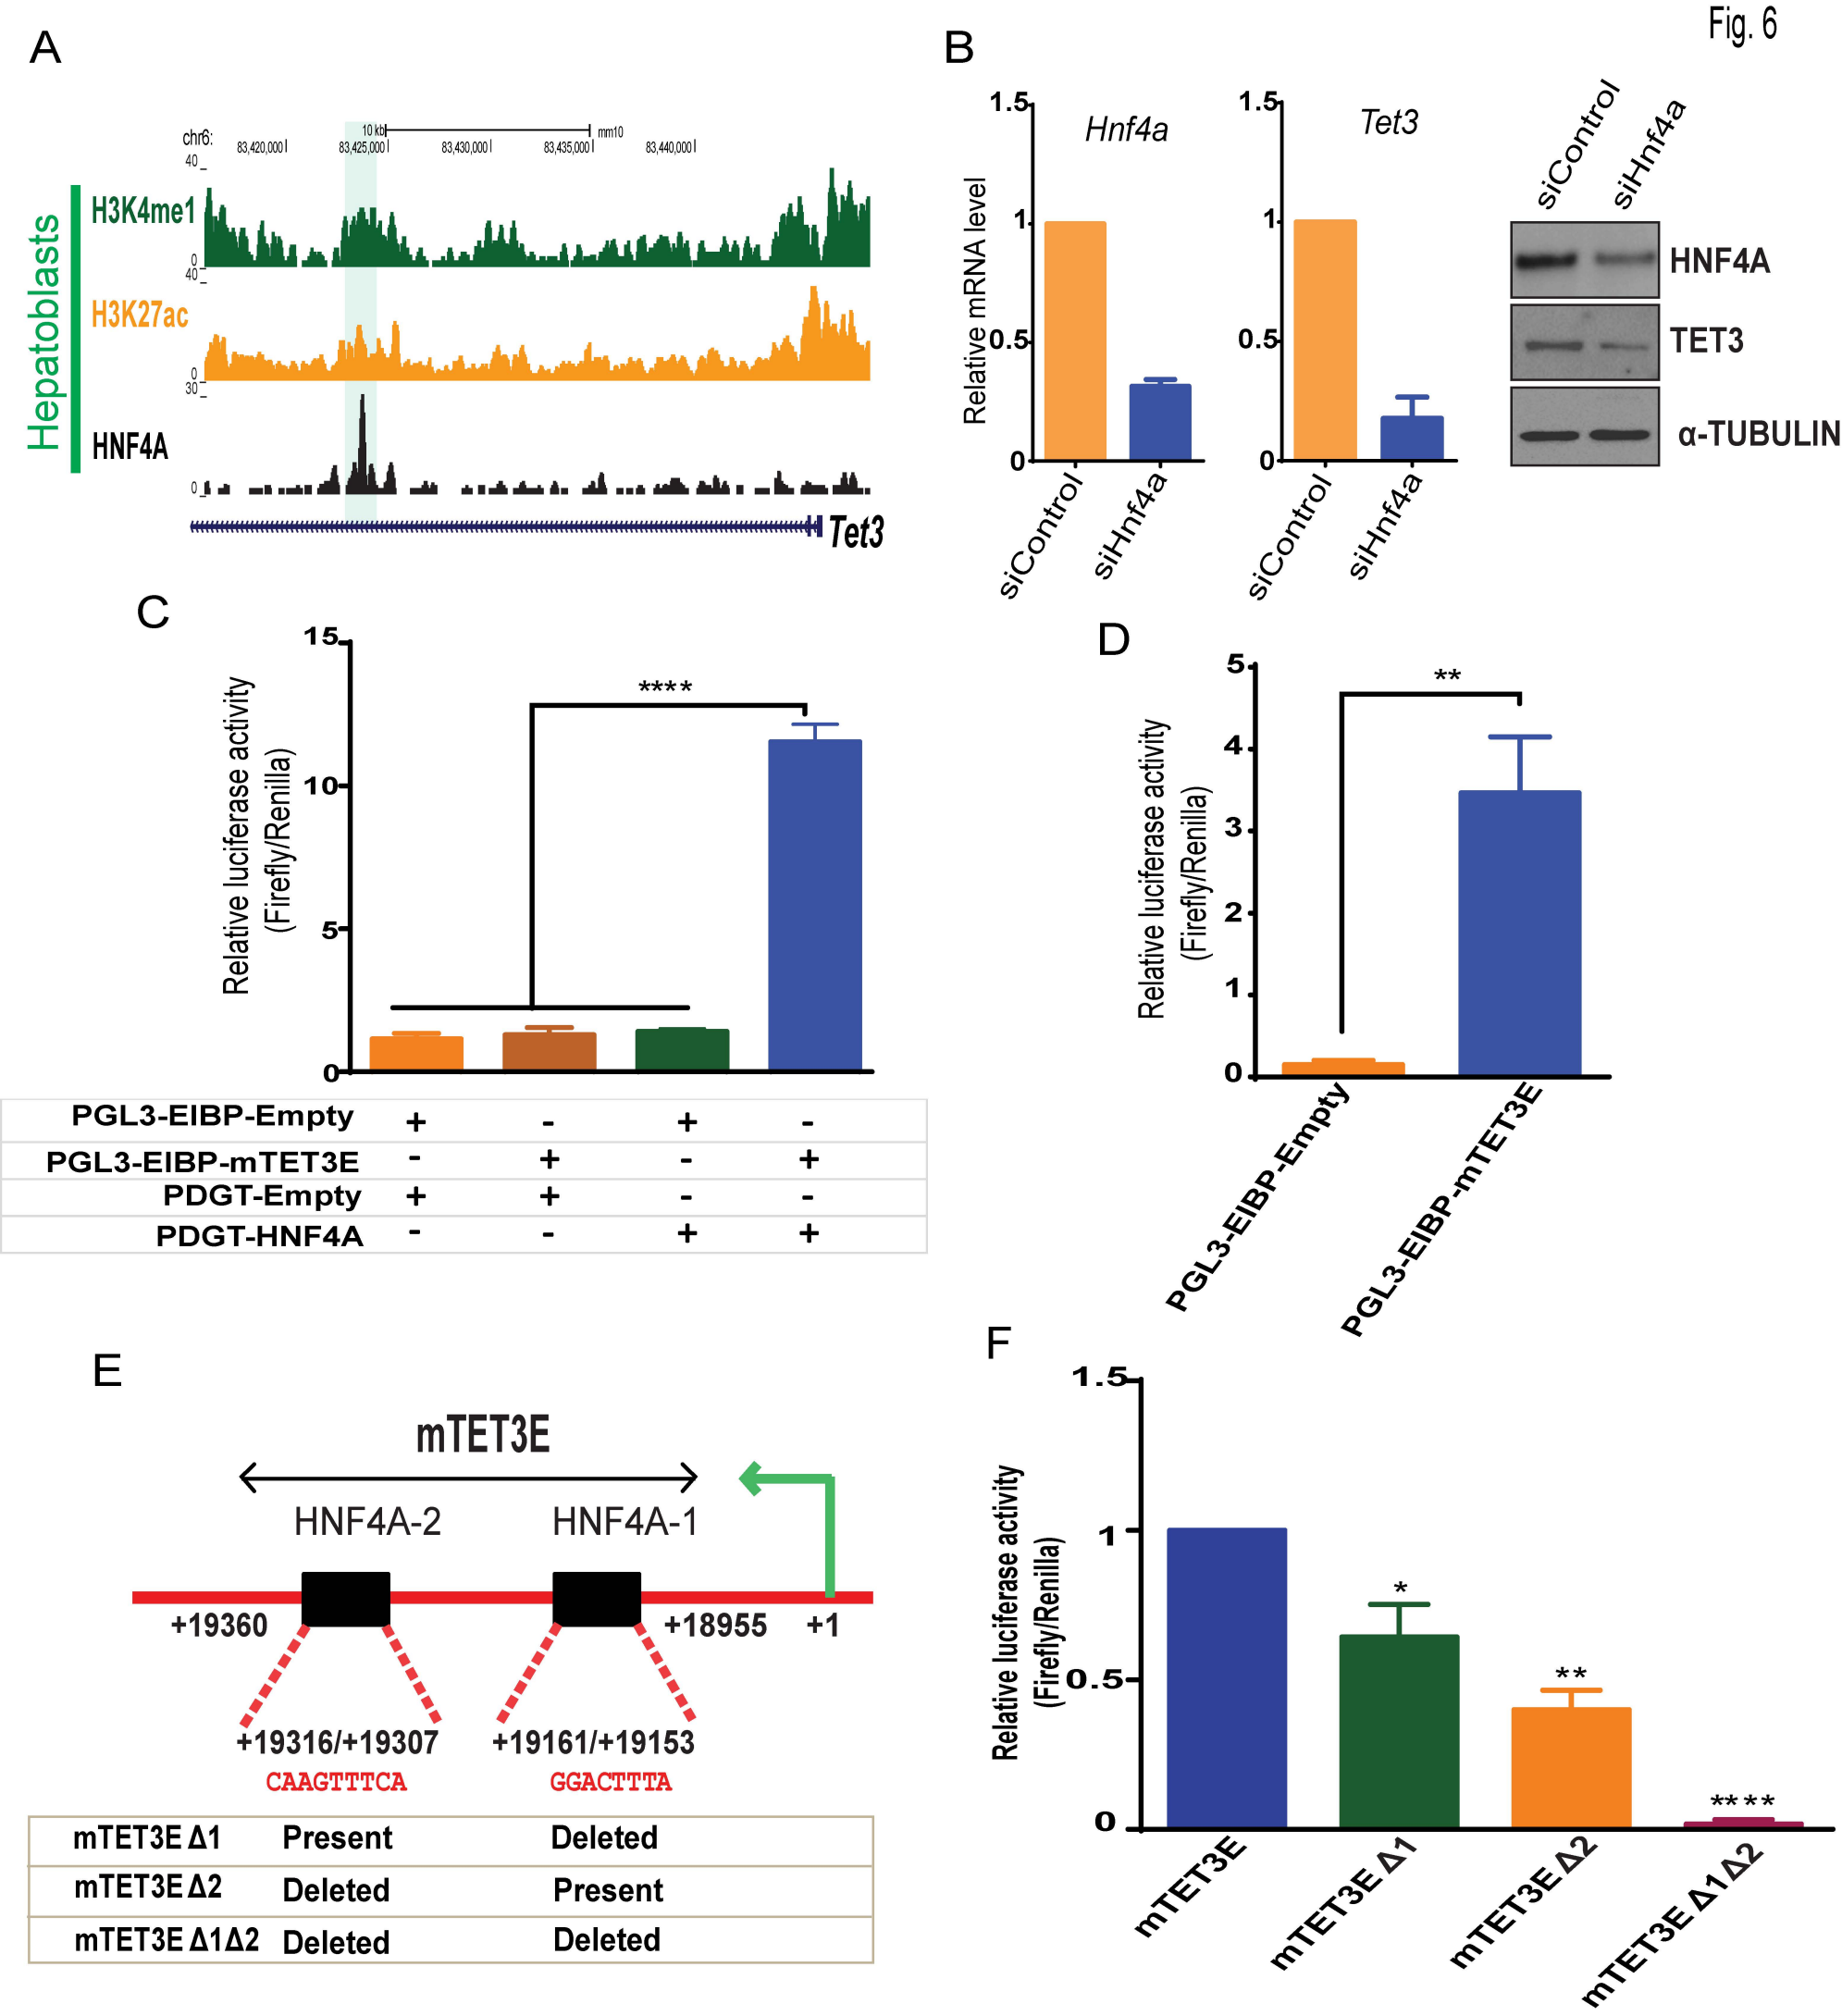 Fig. 6
A
chr6:
10 kb
mm10
83,420,000
83,425,000
83,430,000
83,435,000
83,440,000
Hepatoblasts
40
H3K4me1
0
40
H3K27ac
0
30
HNF4A
0
Tet3
B
Relative mRNA level
1.5
1
0.5
0
Hnf4a
siControl
siHnf4a
1.5
1
0.5
0
Tet3
siControl
siHnf4a
siControl
siHnf4a
HNF4A
TET3
α-TUBULIN
C
Relative luciferase activity
(Firefly/Renilla)
15
10
5
0
****
PGL3-EIBP-Empty + - + -
PGL3-EIBP-mTET3E - + - +
PDGT-Empty + + - -
PDGT-HNF4A - - + +
D
Relative luciferase activity
(Firefly/Renilla)
5
4
3
2
1
0
**
PGL3-EIBP-Empty
PGL3-EIBP-mTET3E
E
mTET3E
HNF4A-2 HNF4A-1
+19360 +18955 +1
+19316/+19307 +19161/+19153
CAAGTTTCA GGACTTTA
mTET3E Δ1 Present Deleted
mTET3E Δ2 Deleted Present
mTET3E Δ1Δ2 Deleted Deleted
F
Relative luciferase activity
(Firefly/Renilla)
1.5
1
0.5
0
*
**
****
mTET3E
mTET3E Δ1
mTET3E Δ2
mTET3E Δ1Δ2